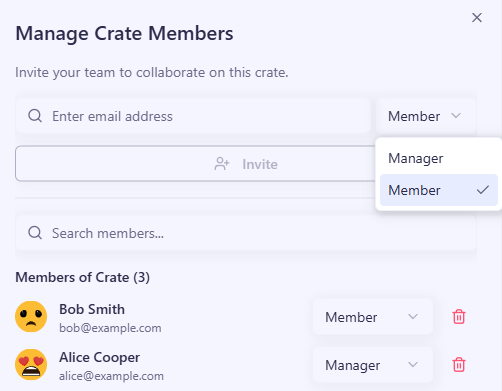 Manage Crate Members
Invite your team to collaborate on this crate.
Enter email address
Member
Manager
Member
Invite
Search members...
Members of Crate (3)
Bob Smith
bob@example.com
Member
Alice Cooper
alice@example.com
Manager